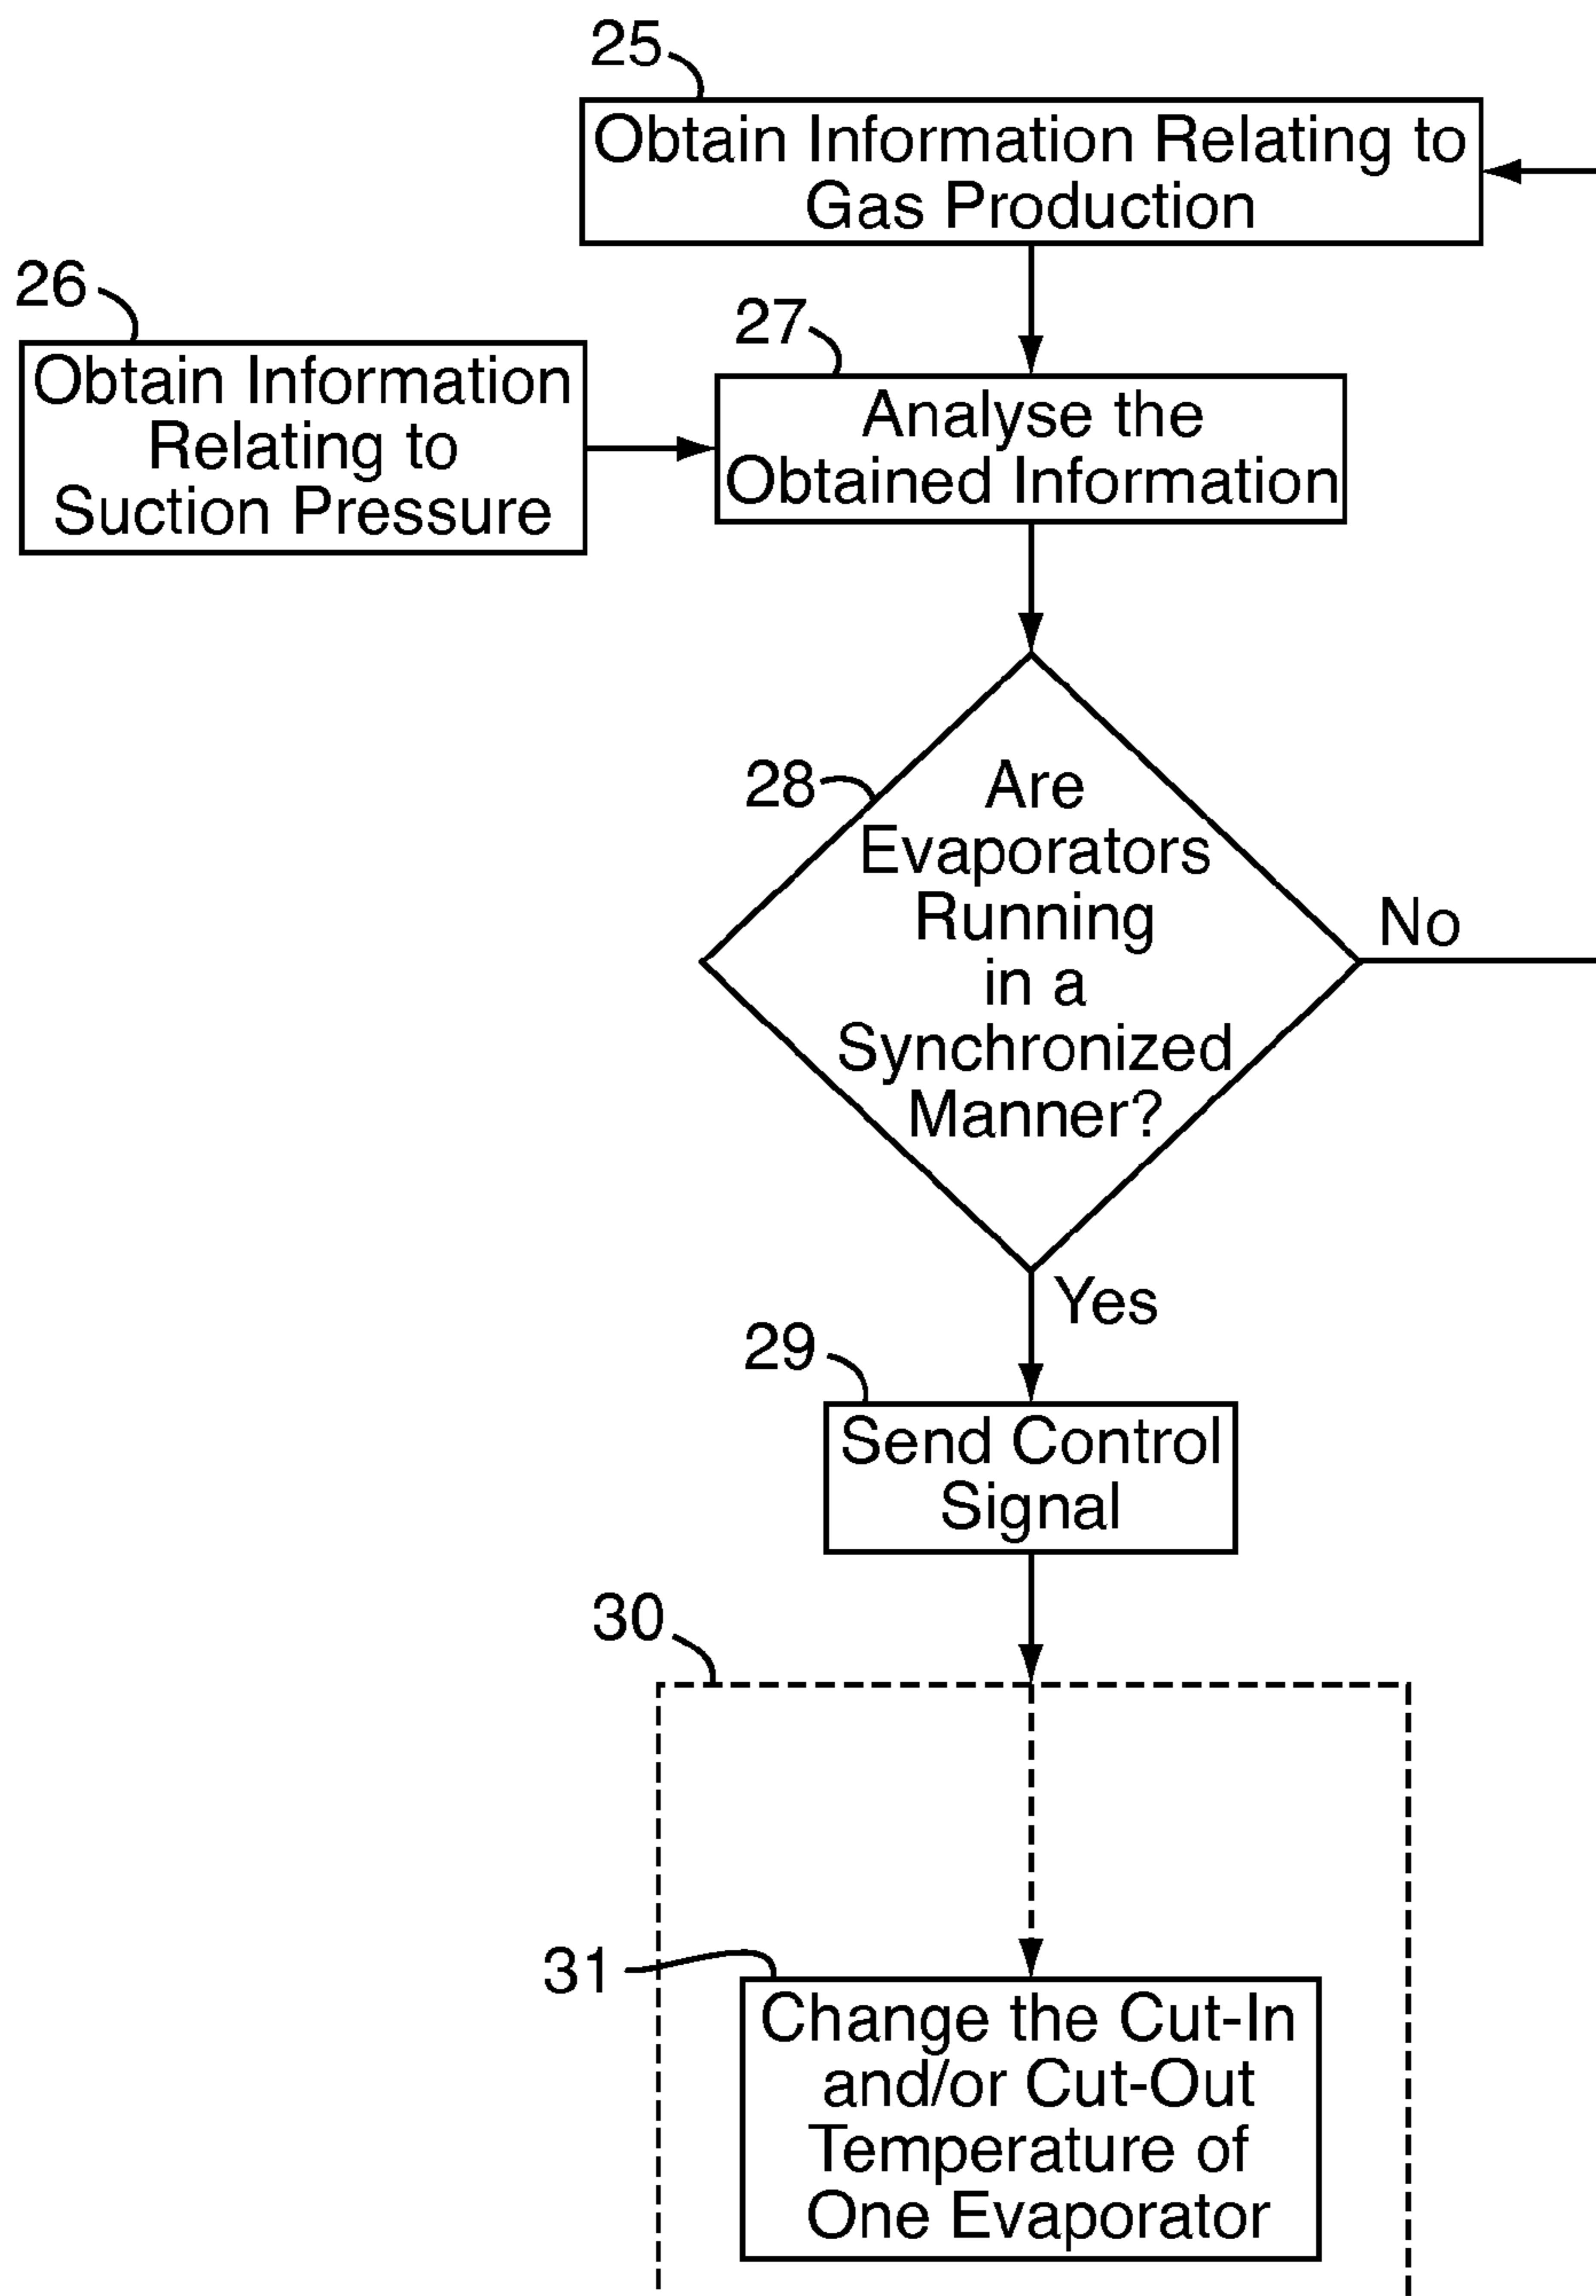 25
Obtain Information Relating to
Gas Production
26
Obtain Information
Relating to
Suction Pressure
27
Analyse the
Obtained Information
28
Are
Evaporators
Running
in a
Synchronized
Manner?
No
Yes
29
Send Control
Signal
30
31
Change the Cut-In
and/or Cut-Out
Temperature of
One Evaporator